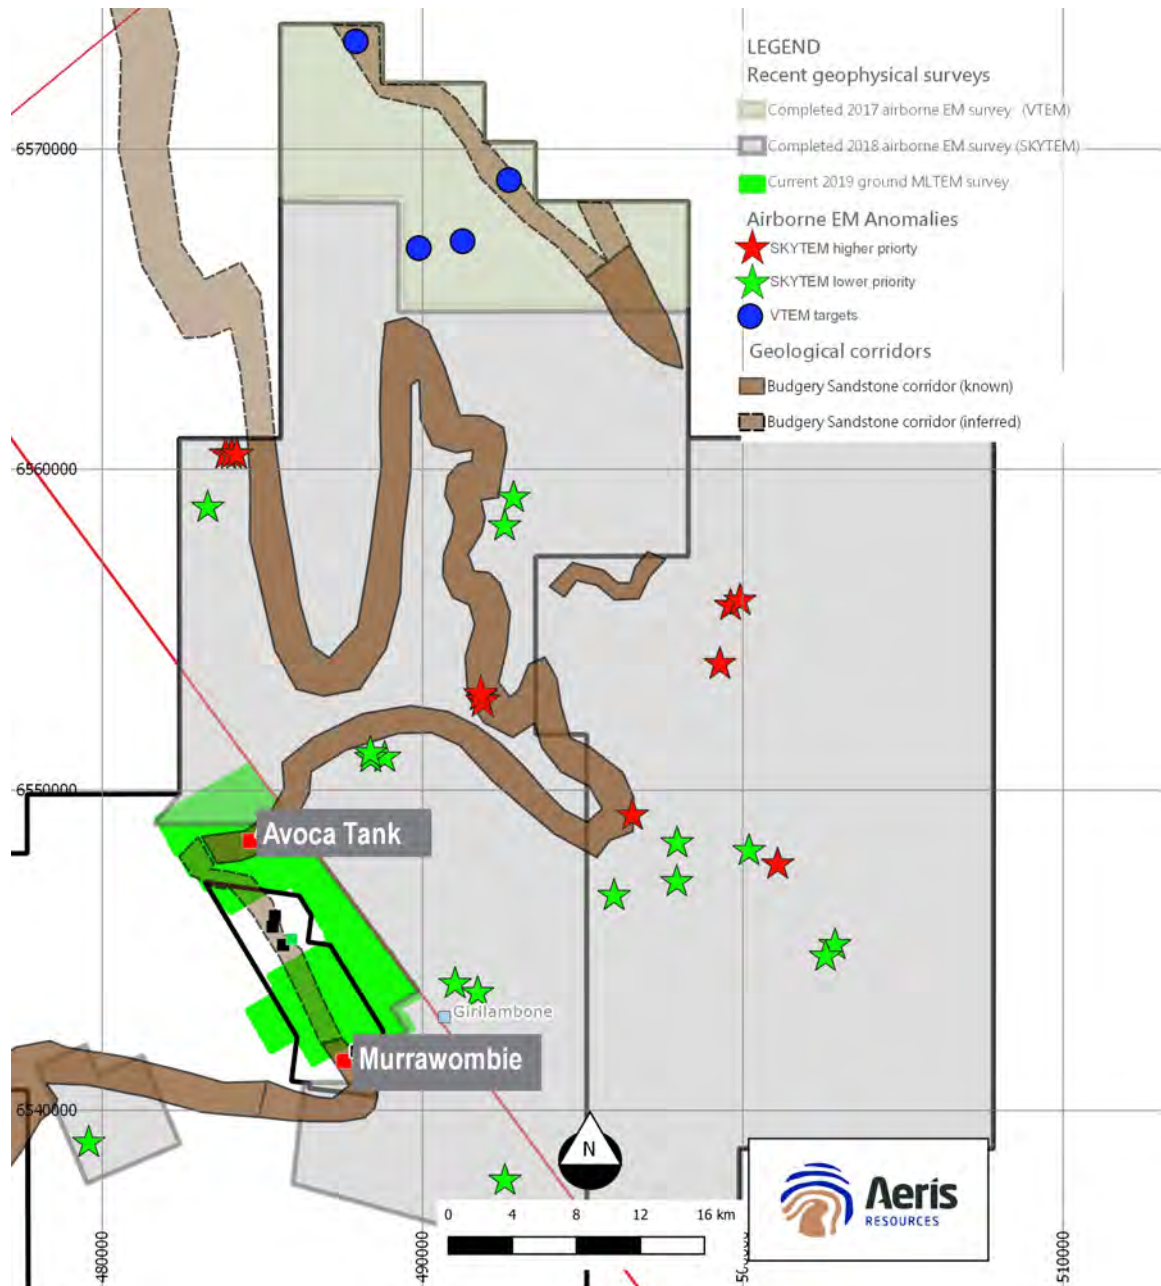 LEGEND
Recent geophysical surveys
Completed 2017 airborne EM survey (VTEM)
Completed 2018 airborne EM survey (SKYTEM)
Current 2019 ground MLTEM survey
Airborne EM Anomalies
SKYTEM higher priorty
SKYTEM lower priority
VTEM targets
Geological corridors
Budgery Sandstone corridor (known)
Budgery Sandstone corridor (inferred)
6570000
6560000
6550000
Avoca Tank
Girilambone
Murrawombie
6540000
N
0 4 8 12 16 km
Aeris
RESOURCES
480000
490000
510000